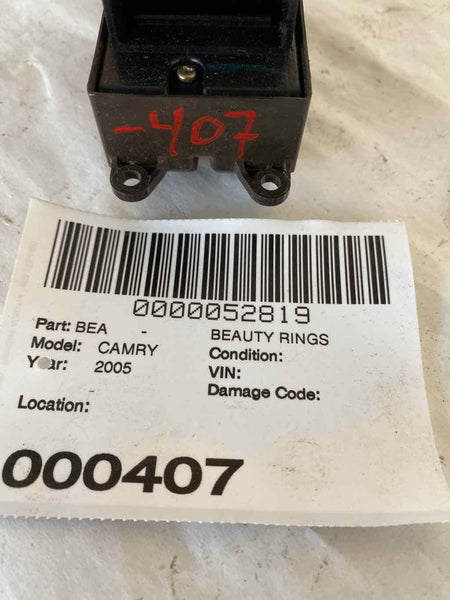 -407
0000052819
Part: BEA - BEAUTY RINGS
Model: CAMRY Condition:
Year: 2005 VIN:
Damage Code:
Location:
000407